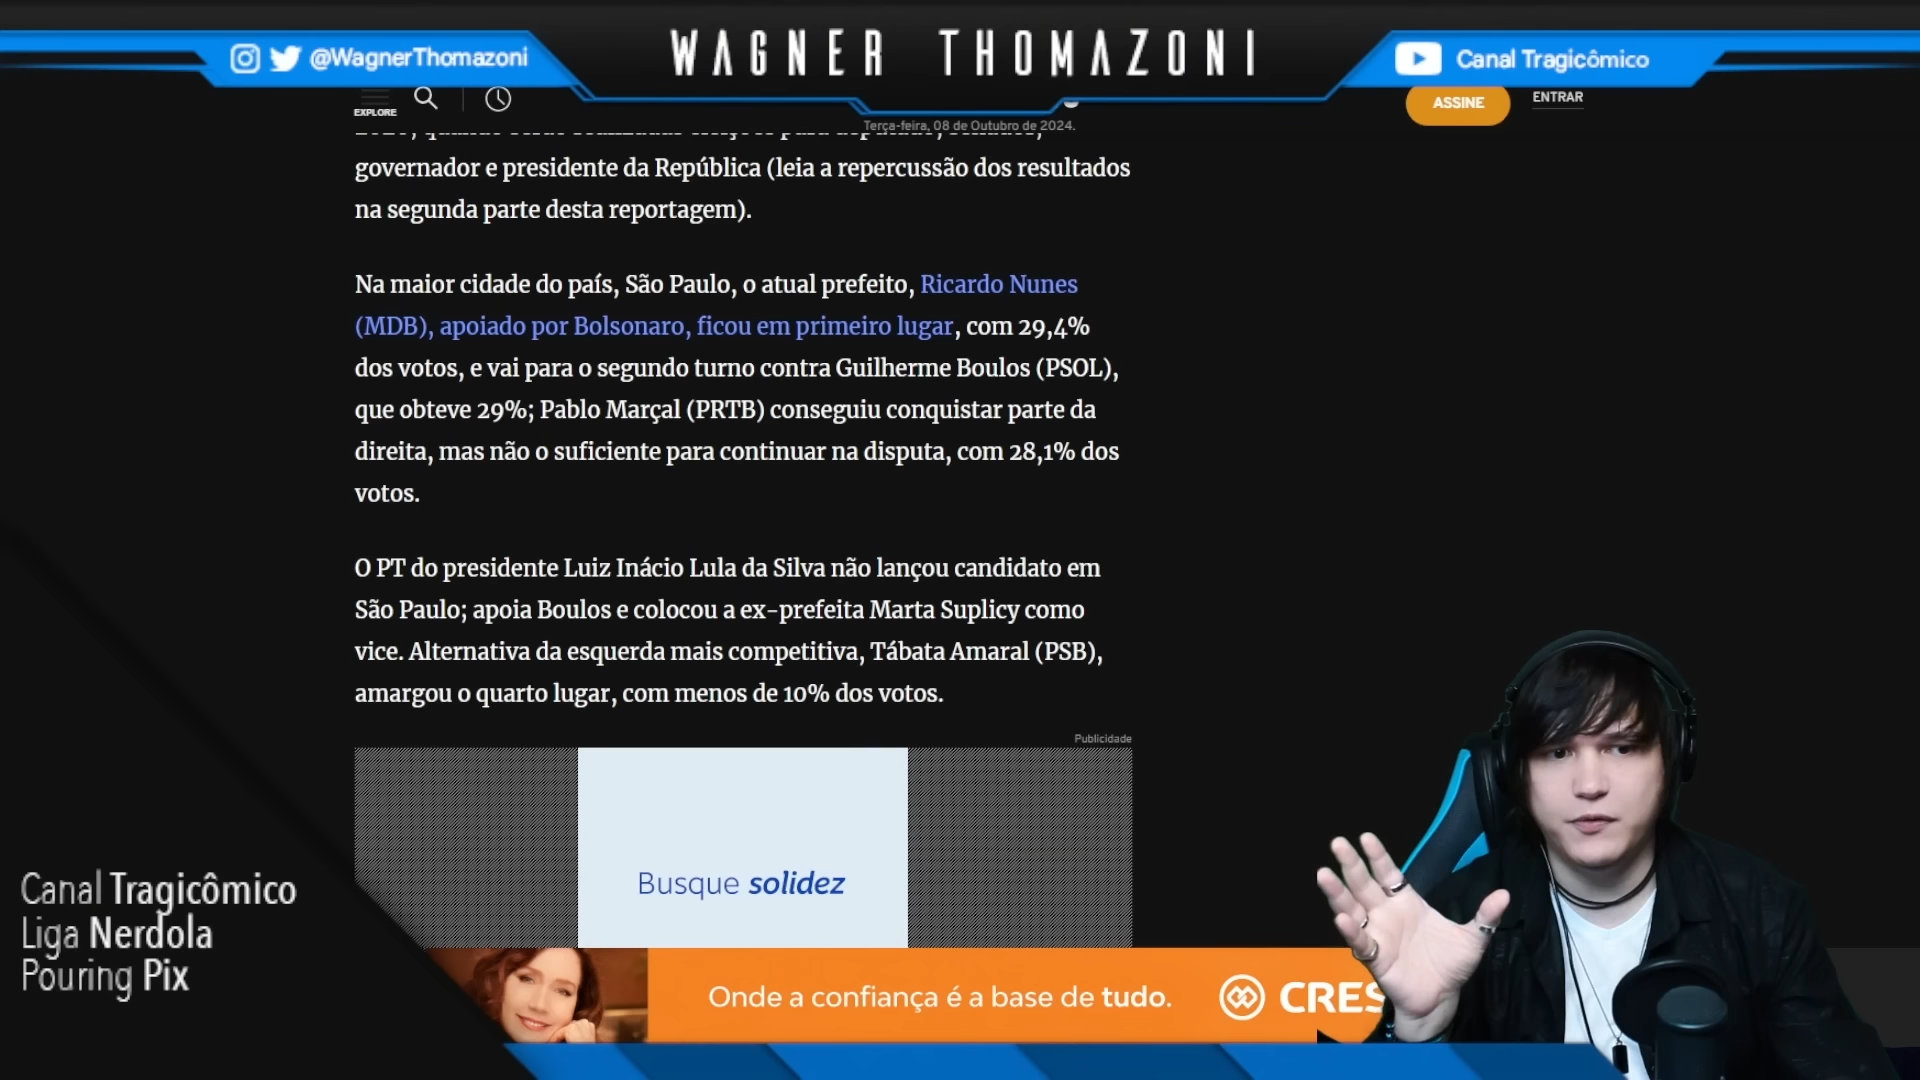 WAGNER THOMAZONI
@WagnerThomazoni
Canal Tragicômico
EXPLORE
ASSINE
ENTRAR
Terça-feira, 08 de Outubro de 2024.
governador e presidente da República (leia a repercussão dos resultados
na segunda parte desta reportagem).
Na maior cidade do país, São Paulo, o atual prefeito, Ricardo Nunes
(MDB), apoiado por Bolsonaro, ficou em primeiro lugar, com 29,4%
dos votos, e vai para o segundo turno contra Guilherme Boulos (PSOL),
que obteve 29%; Pablo Marçal (PRTB) conseguiu conquistar parte da
direita, mas não o suficiente para continuar na disputa, com 28,1% dos
votos.
O PT do presidente Luiz Inácio Lula da Silva não lançou candidato em
São Paulo; apoia Boulos e colocou a ex-prefeita Marta Suplicy como
vice. Alternativa da esquerda mais competitiva, Tábata Amaral (PSB),
amargou o quarto lugar, com menos de 10% dos votos.
Publicidade
Busque solidez
Canal Tragicômico
Liga Nerdola
Pouring Pix
Onde a confiança é a base de tudo.
CRES